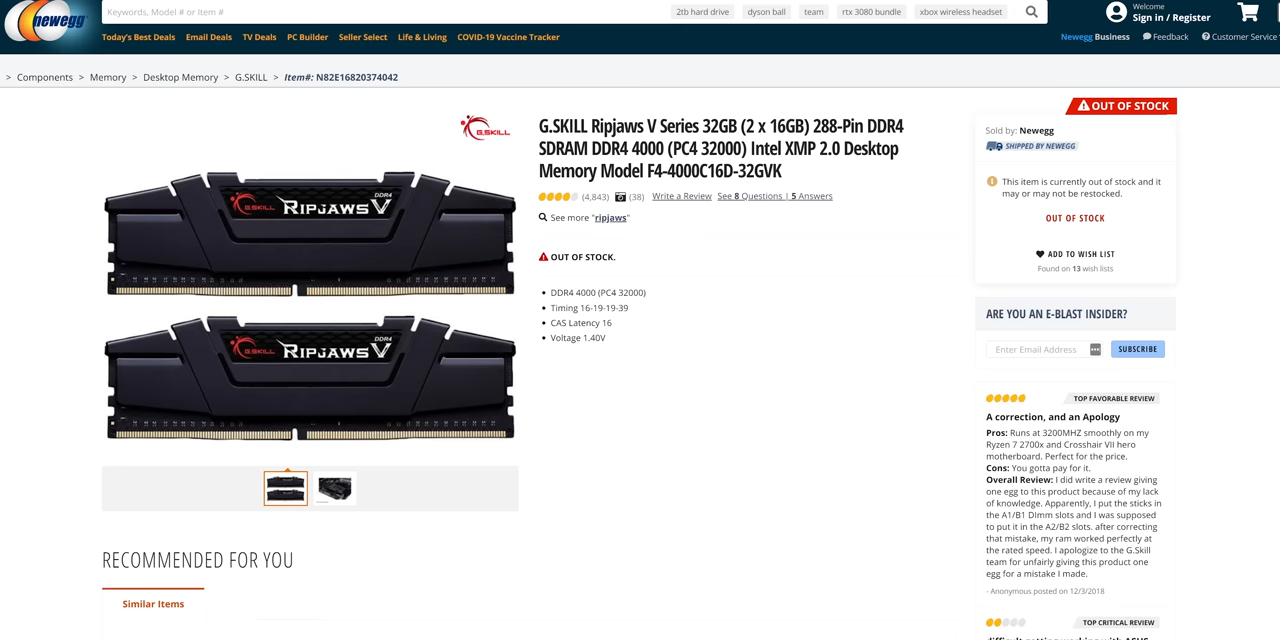 newegg
Keywords, Model # or Item #
2tb hard drive
dyson ball
team
rtx 3080 bundle
xbox wireless headset
Welcome
Sign in / Register
Today's Best Deals
Email Deals
TV Deals
PC Builder
Seller Select
Life & Living
COVID-19 Vaccine Tracker
Newegg Business
Feedback
Customer Service
> Components > Memory > Desktop Memory > G.SKILL > Item#: N82E16820374042
G.SKILL
DDR4
G.SKILL RIPJAWS V
DDR4
G.SKILL RIPJAWS V
G.SKILL Ripjaws V Series 32GB (2 x 16GB) 288-Pin DDR4
SDRAM DDR4 4000 (PC4 32000) Intel XMP 2.0 Desktop
Memory Model F4-4000C16D-32GVK
(4,843) (38) Write a Review See 8 Questions | 5 Answers
See more "ripjaws"
OUT OF STOCK.
• DDR4 4000 (PC4 32000)
• Timing 16-19-19-39
• CAS Latency 16
• Voltage 1.40V
OUT OF STOCK
Sold by: Newegg
SHIPPED BY NEWEGG
This item is currently out of stock and it
may or may not be restocked.
OUT OF STOCK
ADD TO WISH LIST
Found on 13 wish lists
ARE YOU AN E-BLAST INSIDER?
Enter Email Address
SUBSCRIBE
TOP FAVORABLE REVIEW
A correction, and an Apology
Pros: Runs at 3200MHZ smoothly on my
Ryzen 7 2700x and Crosshair VII hero
motherboard. Perfect for the price.
Cons: You gotta pay for it.
Overall Review: I did write a review giving
one egg to this product because of my lack
of knowledge. Apparently, I put the sticks in
the A1/B1 DImm slots and I was supposed
to put it in the A2/B2 slots. after correcting
that mistake, my ram worked perfectly at
the rated speed. I apologize to the G.Skill
team for unfairly giving this product one
egg for a mistake I made.
- Anonymous posted on 12/3/2018
TOP CRITICAL REVIEW
RECOMMENDED FOR YOU
Similar Items